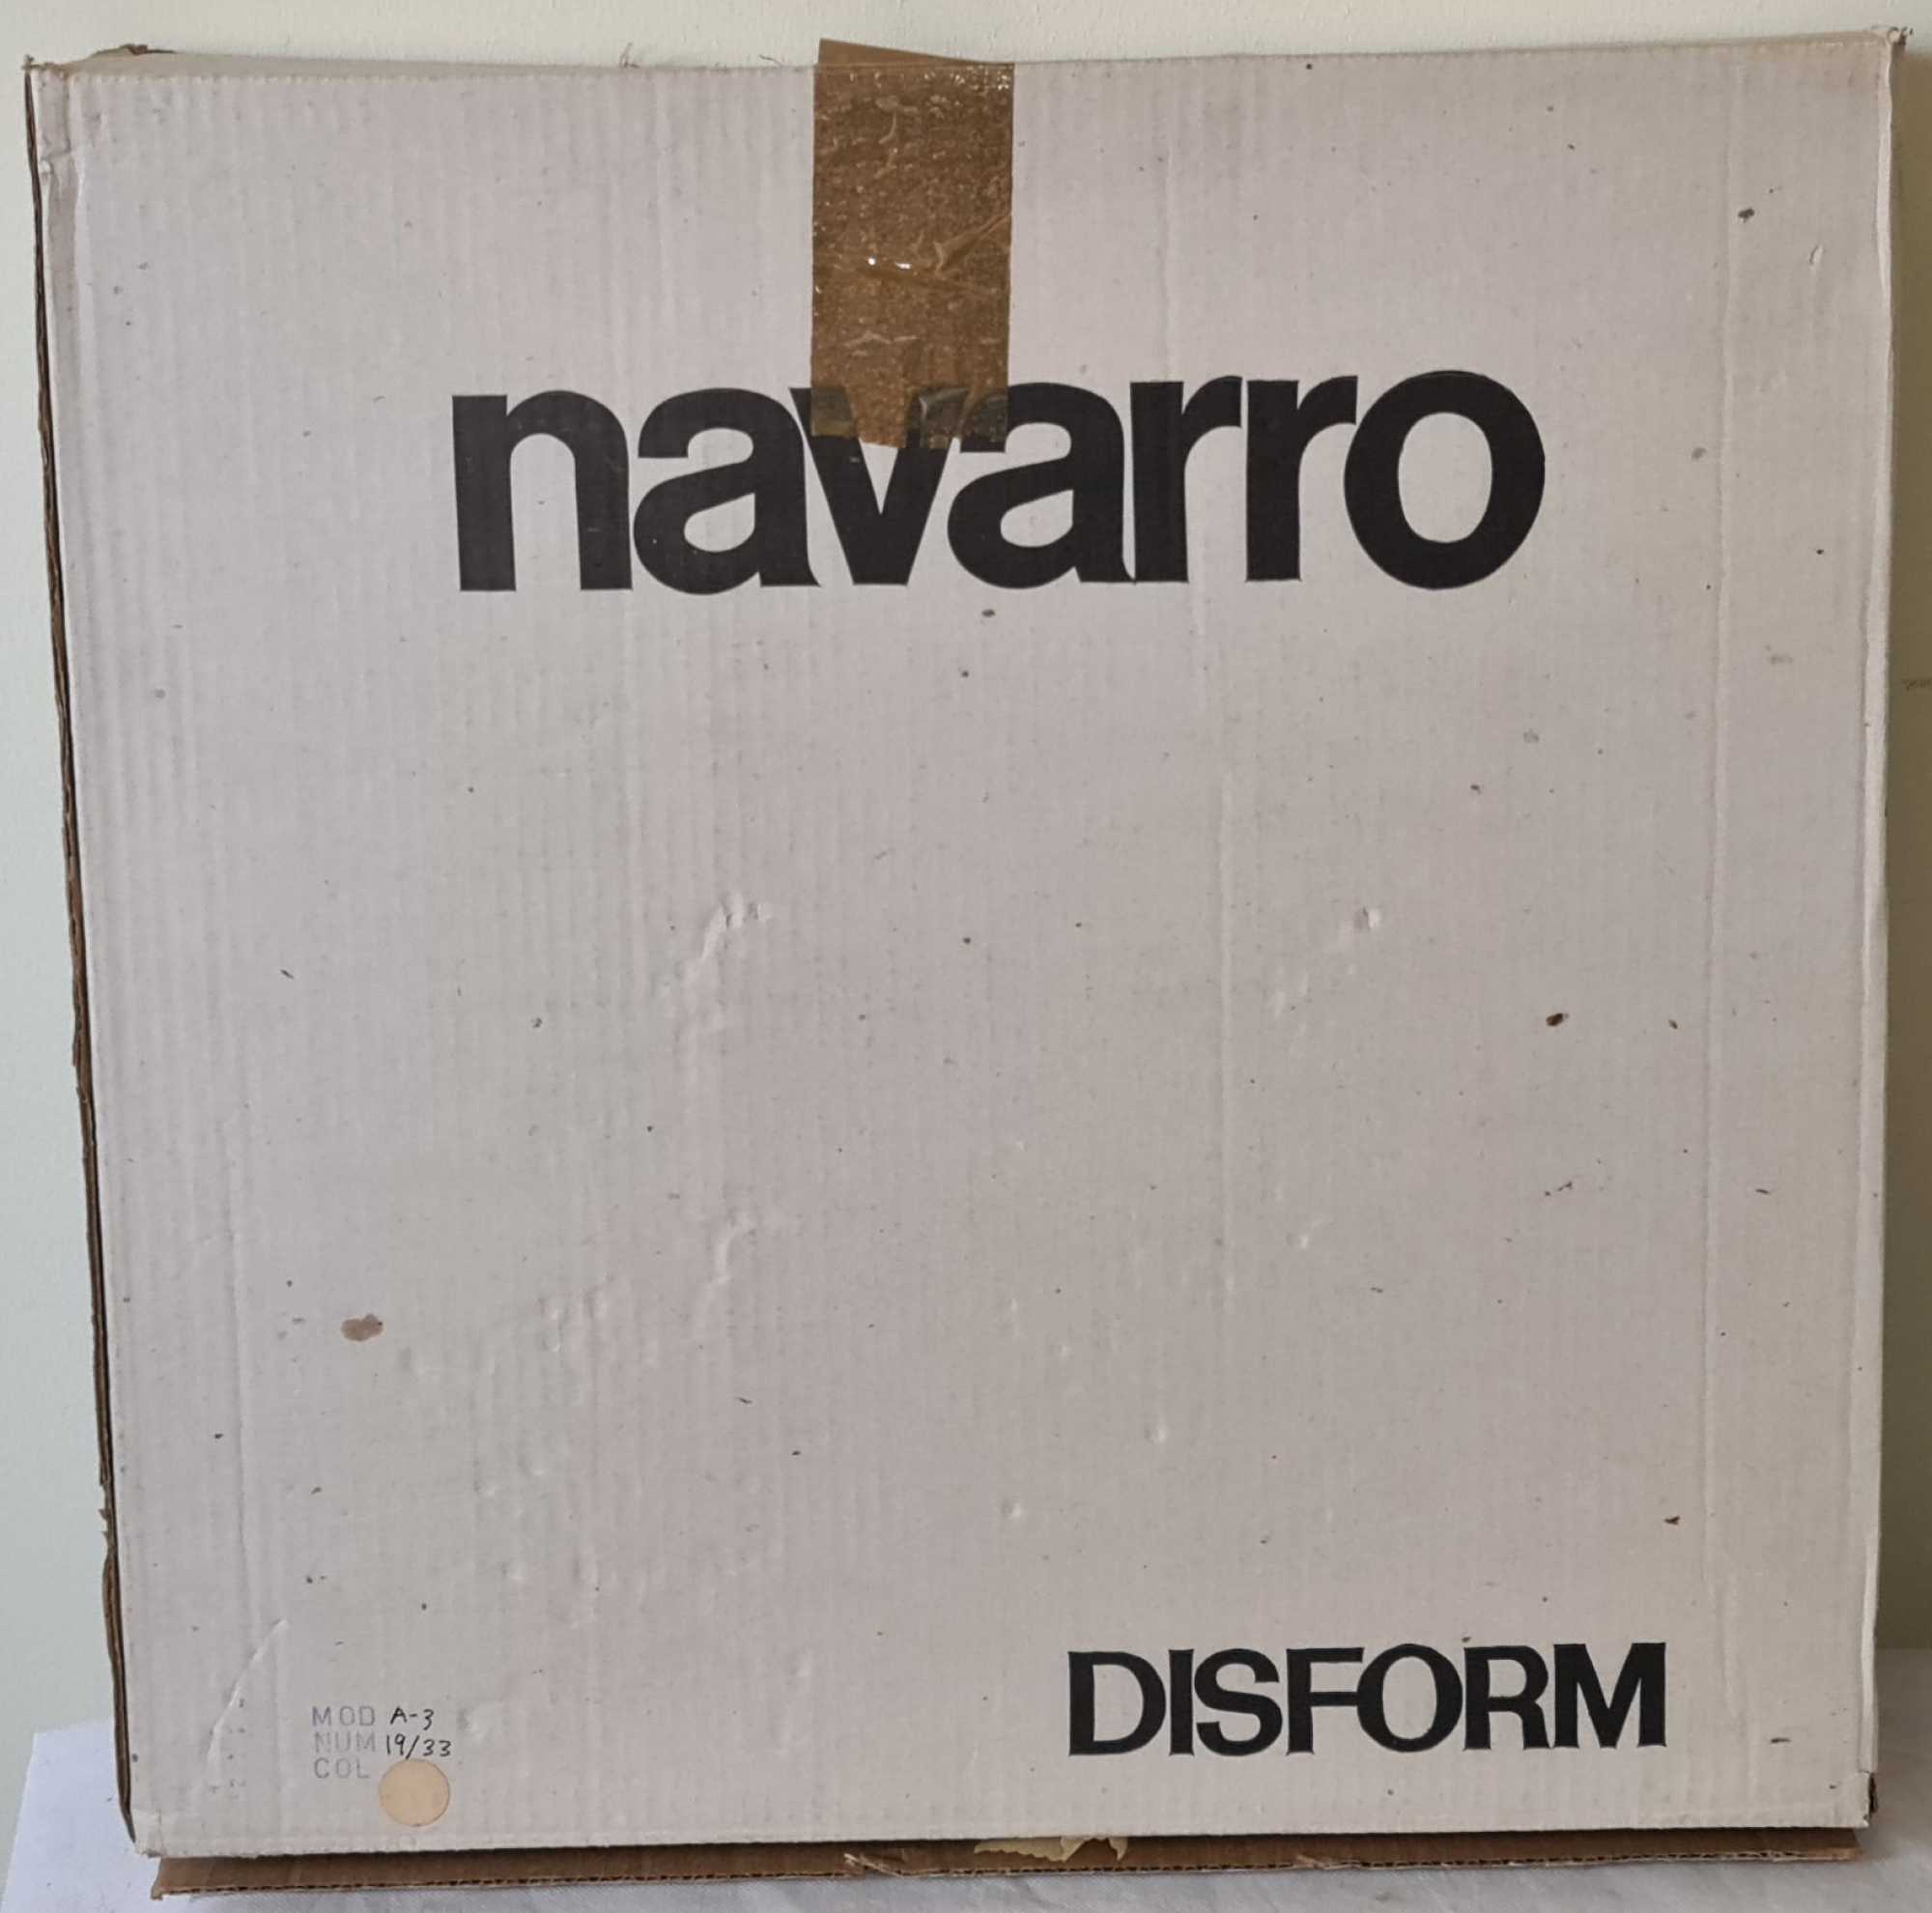 navarro
DISFORM
MOD A-3
NUM 19/33
COL